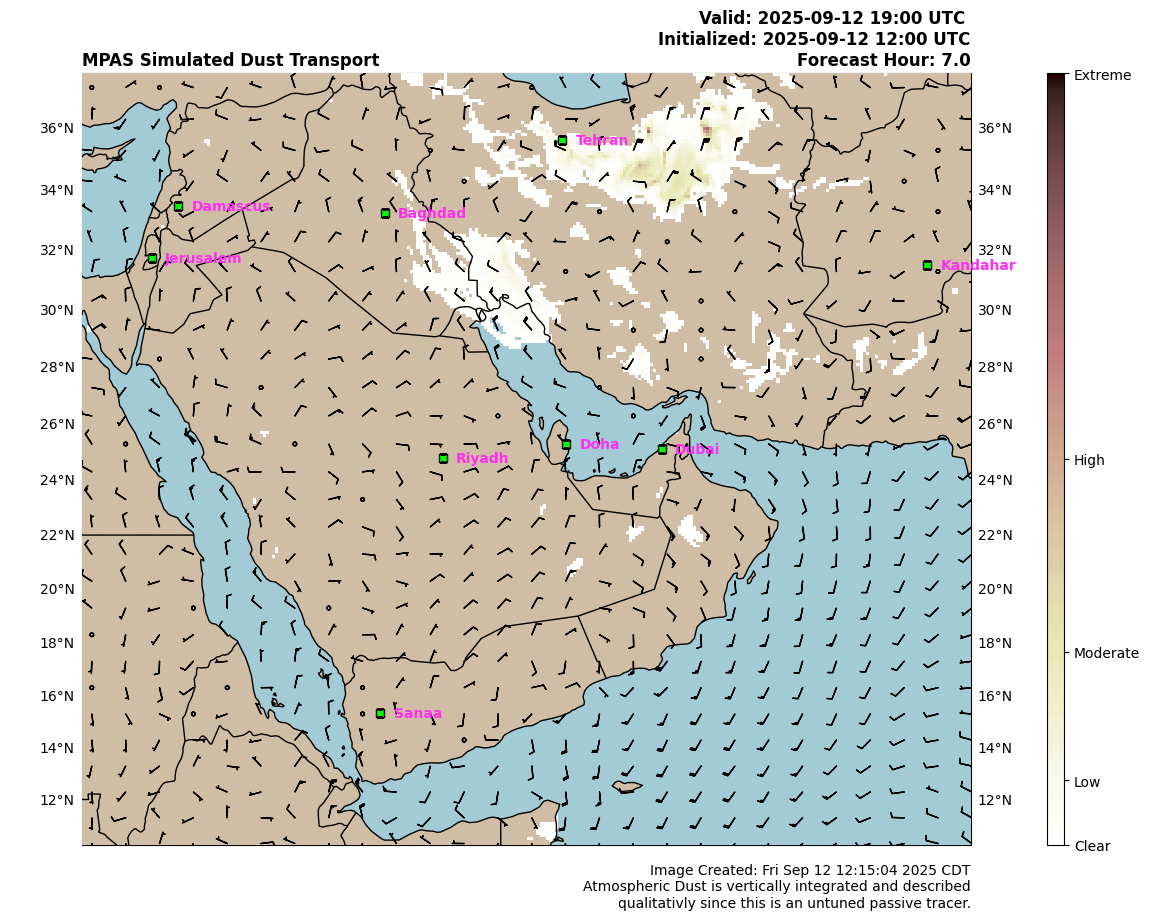 Valid: 2025-09-12 19:00 UTC
Initialized: 2025-09-12 12:00 UTC
MPAS Simulated Dust Transport
Forecast Hour: 7.0
Extreme
36°N
36°N
Tehran
34°N
34°N
Damascus
Baghdad
32°N
32°N
Jerusalem
Kandahar
30°N
30°N
28°N
28°N
26°N
26°N
Doha
Dubai
Riyadh
High
24°N
24°N
22°N
22°N
20°N
20°N
18°N
18°N
Moderate
16°N
16°N
Sanaa
14°N
14°N
Low
12°N
12°N
Clear
Image Created: Fri Sep 12 12:15:04 2025 CDT
Atmospheric Dust is vertically integrated and described
qualitativly since this is an untuned passive tracer.